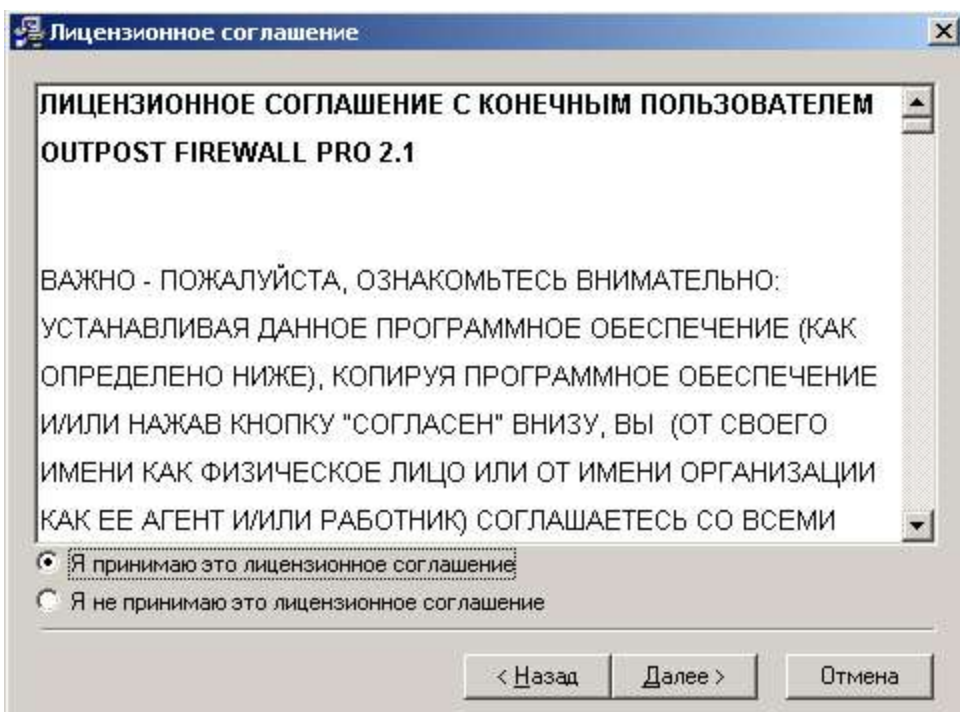 Лицензионное соглашение
ЛИЦЕНЗИОННОЕ СОГЛАШЕНИЕ С КОНЕЧНЫМ ПОЛЬЗОВАТЕЛЕМ
OUTPOST FIREWALL PRO 2.1
ВАЖНО - ПОЖАЛУЙСТА, ОЗНАКОМЬТЕСЬ ВНИМАТЕЛЬНО:
УСТАНАВЛИВАЯ ДАННОЕ ПРОГРАММНОЕ ОБЕСПЕЧЕНИЕ (КАК
ОПРЕДЕЛЕНО НИЖЕ), КОПИРУЯ ПРОГРАММНОЕ ОБЕСПЕЧЕНИЕ
И/ИЛИ НАЖАВ КНОПКУ "СОГЛАСЕН" ВНИЗУ, ВЫ (ОТ СВОЕГО
ИМЕНИ КАК ФИЗИЧЕСКОЕ ЛИЦО ИЛИ ОТ ИМЕНИ ОРГАНИЗАЦИИ
КАК ЕЕ АГЕНТ И/ИЛИ РАБОТНИК) СОГЛАШАЕТЕСЬ СО ВСЕМИ
Я принимаю это лицензионное соглашение
Я не принимаю это лицензионное соглашение
< Назад Далее > Отмена